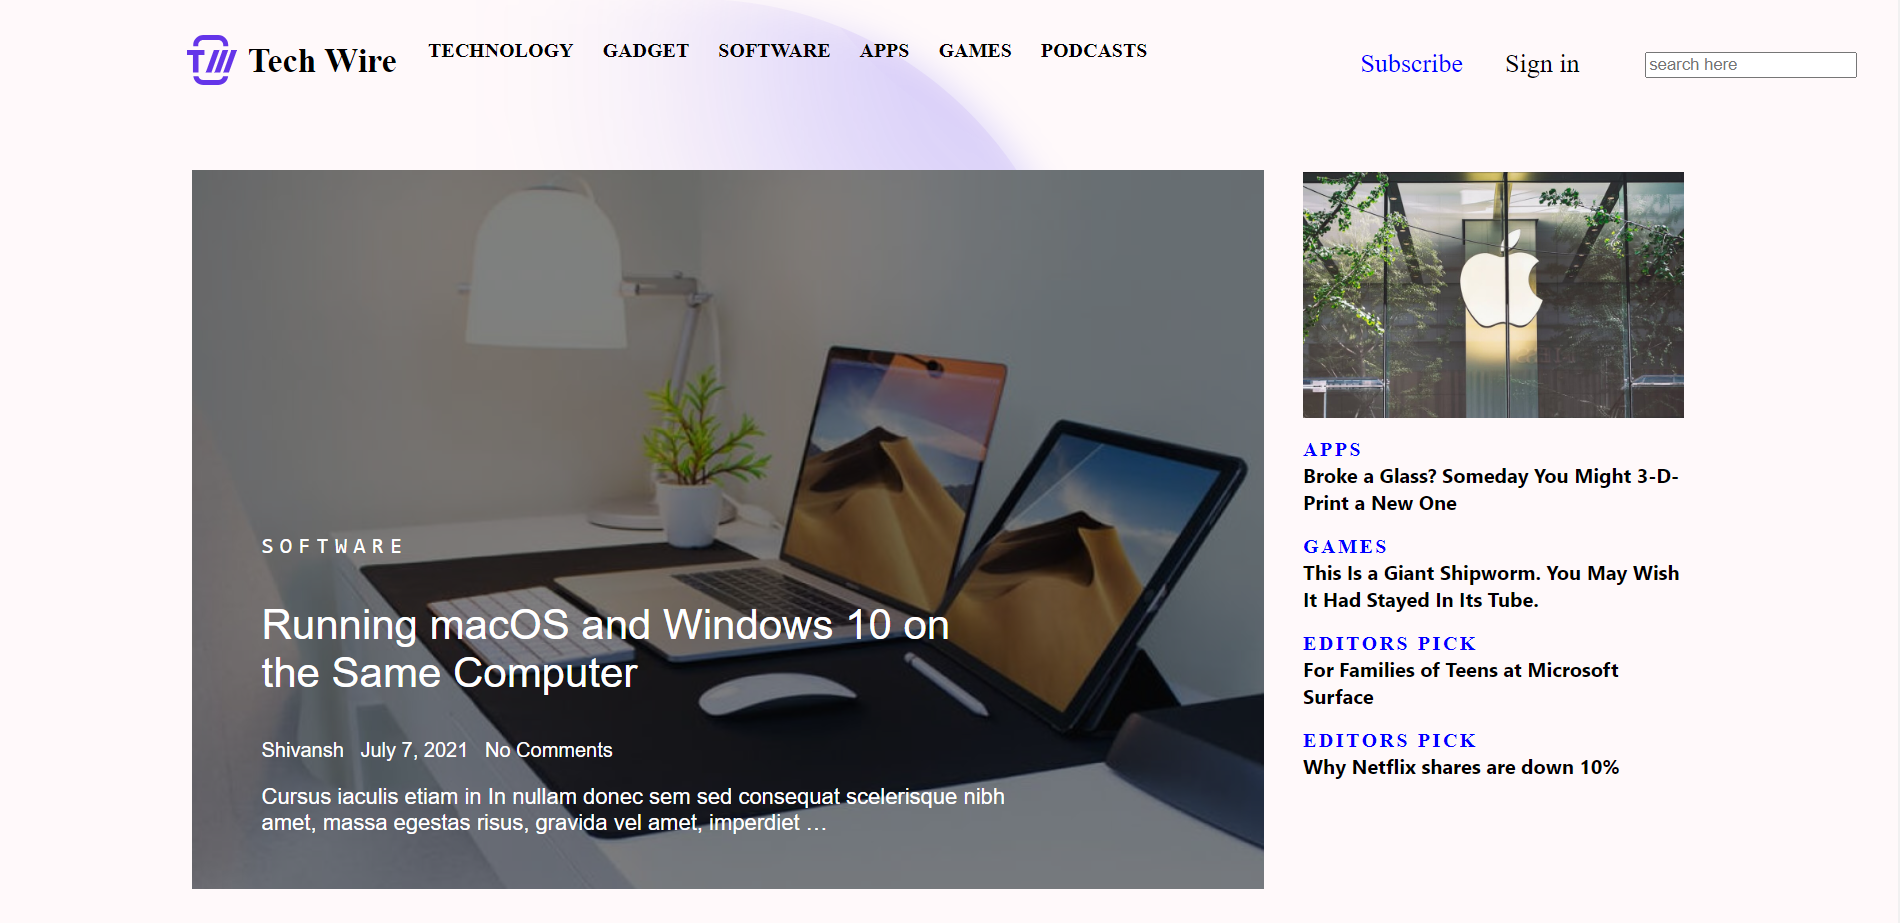 TW Tech Wire
TECHNOLOGY GADGET SOFTWARE APPS GAMES PODCASTS
Subscribe Sign in search here
SOFTWARE
Running macOS and Windows 10 on
the Same Computer
Shivansh July 7, 2021 No Comments
Cursus iaculis etiam in In nullam donec sem sed consequat scelerisque nibh
amet, massa egestas risus, gravida vel amet, imperdiet …
APPS
Broke a Glass? Someday You Might 3-D-
Print a New One
GAMES
This Is a Giant Shipworm. You May Wish
It Had Stayed In Its Tube.
EDITORS PICK
For Families of Teens at Microsoft
Surface
EDITORS PICK
Why Netflix shares are down 10%